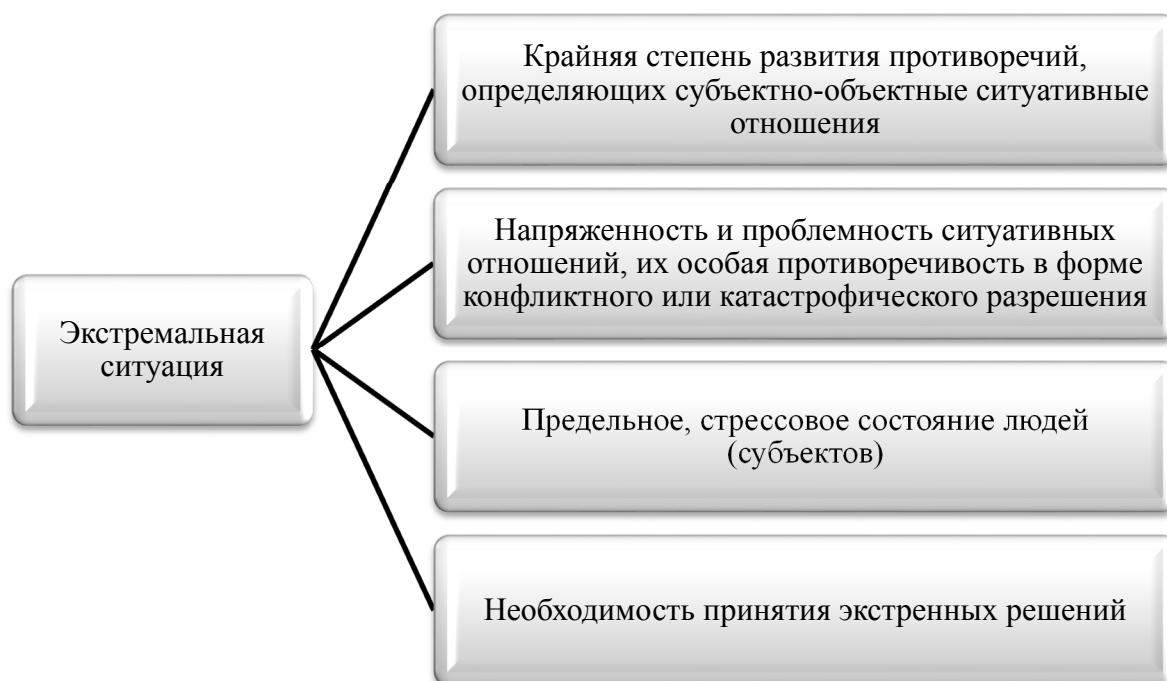 Крайняя степень развития противоречий,
определяющих субъектно-объектные ситуативные
отношения
Напряженность и проблемность ситуативных
отношений, их особая противоречивость в форме
конфликтного или катастрофического разрешения
Экстремальная
ситуация
Предельное, стрессовое состояние людей
(субъектов)
Необходимость принятия экстренных решений